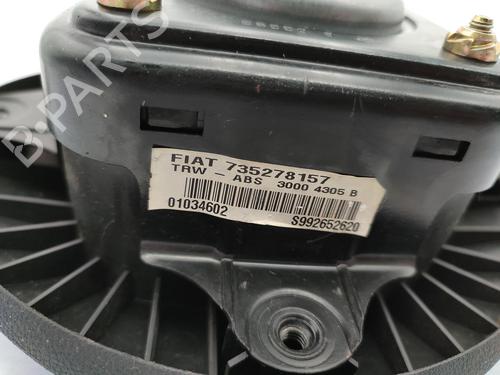 B-PARTS
FIAT 735278157
TRW - ABS 3000 4305 B
01034602 S992652620